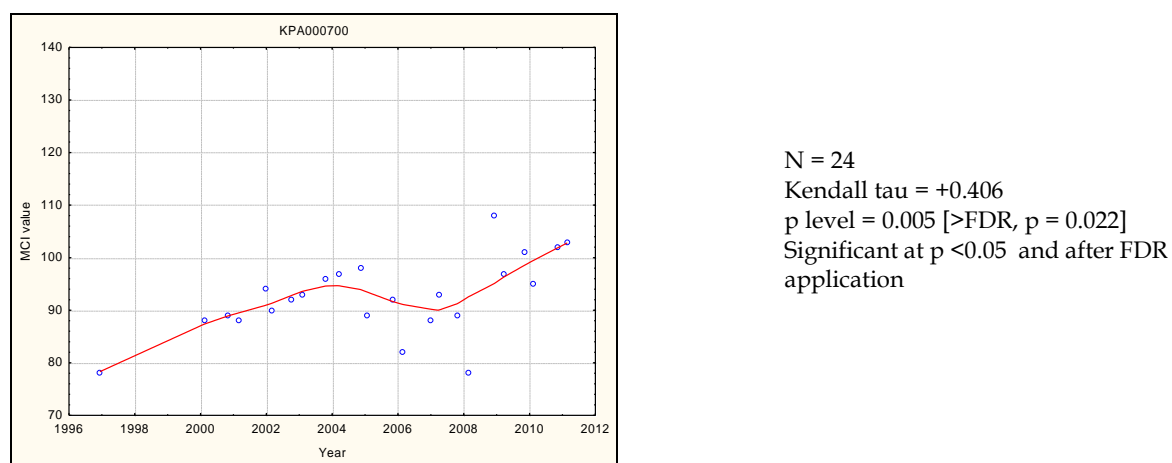 KPA000700
140
130
120
110
100
90
80
70
MCI value
1996 1998 2000 2002 2004 2006 2008 2010 2012
Year
N = 24
Kendall tau = +0.406
p level = 0.005 [>FDR, p = 0.022]
Significant at p <0.05 and after FDR
application